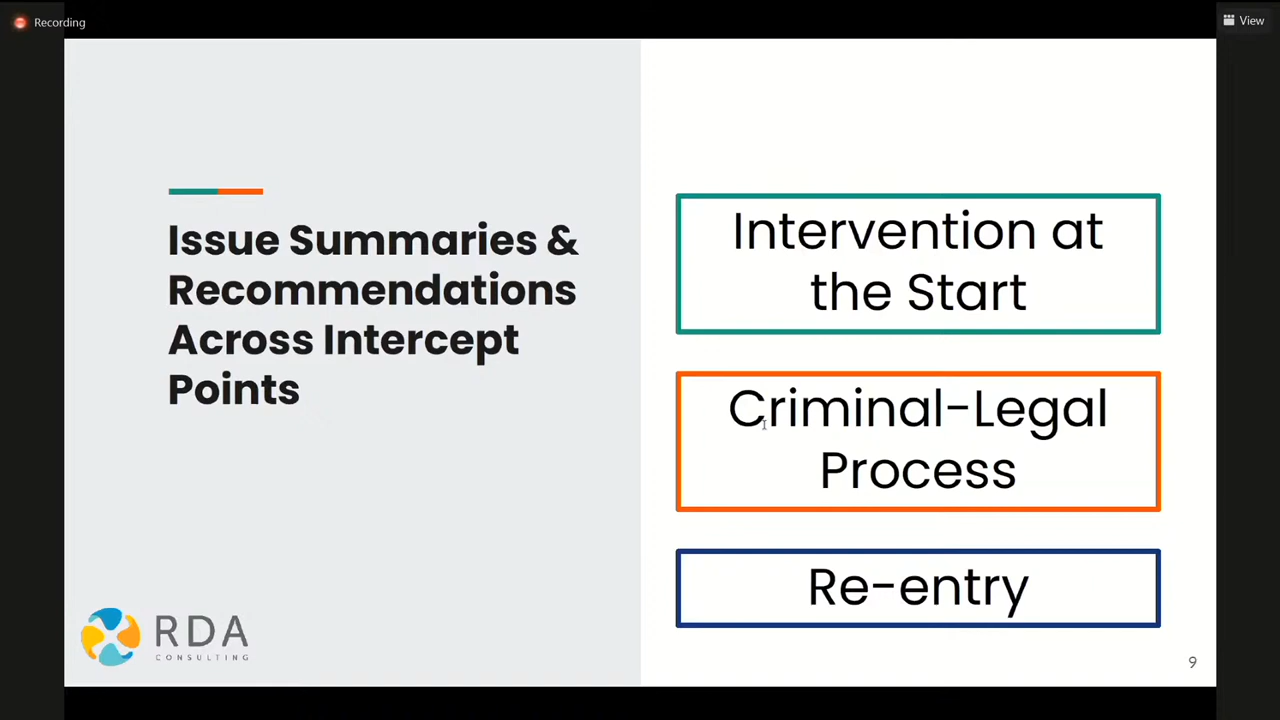 Recording
View
Issue Summaries &
Recommendations
Across Intercept
Points
Intervention at
the Start
Criminal-Legal
Process
Re-entry
RDA
CONSULTING
9